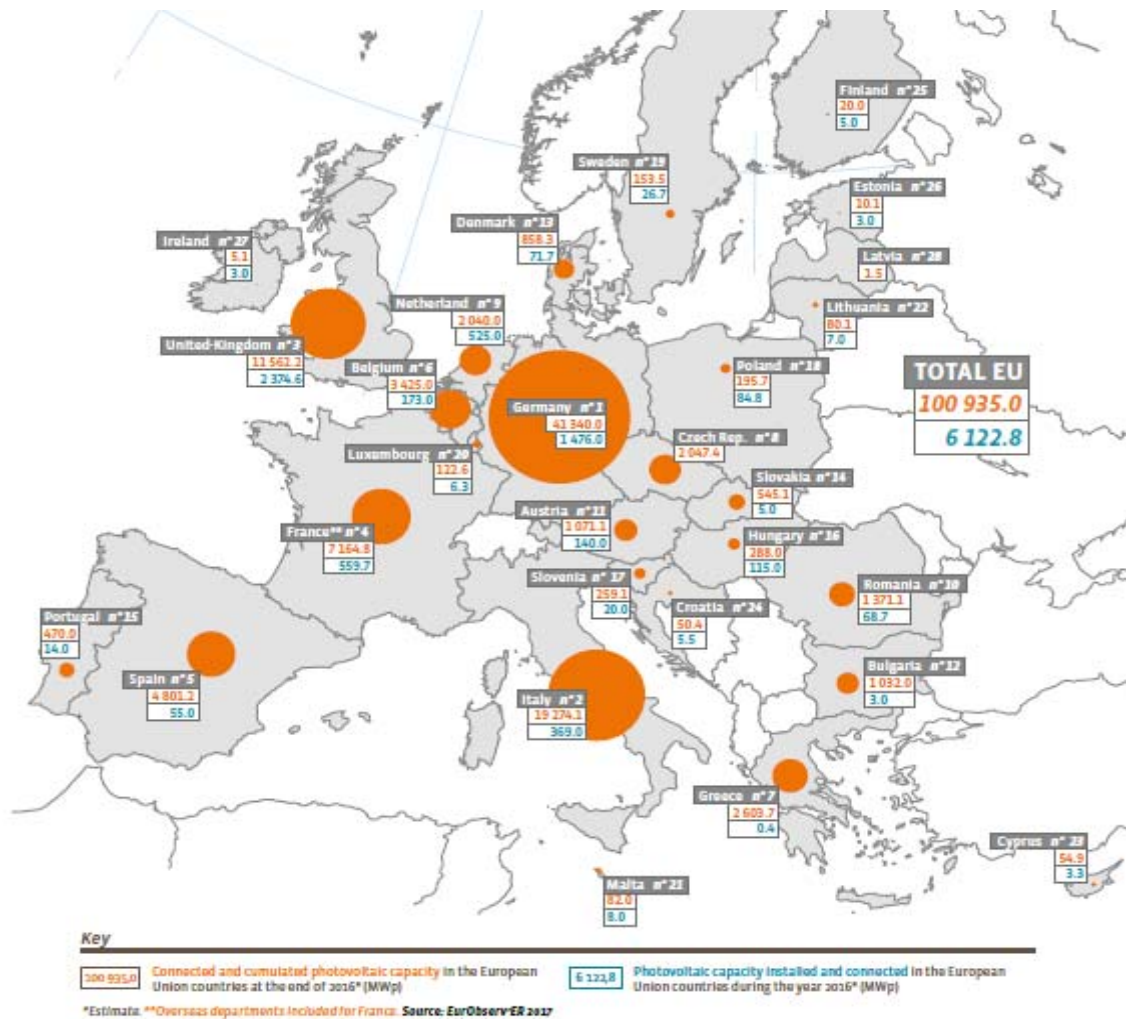 Finland n°25
20.0
5.0
Sweden n°19
153.5
26.7
Estonia n°26
10.1
3.0
Denmark n°13
858.3
71.7
Ireland n°27
5.1
3.0
Latvia n°28
1.5
Netherland n°9
2 040.0
525.0
Lithuania n°22
80.1
7.0
United-Kingdom n°3
11 562.2
2 374.6
Belgium n°6
3 425.0
173.0
Poland n°18
195.7
84.8
TOTAL EU
100 935.0
6 122.8
Germany n°1
41 340.0
1 476.0
Czech Rep. n°8
2 047.4
Luxembourg n°20
122.6
6.3
Slovakia n°14
545.1
5.0
Austria n°11
1 071.1
140.0
France** n°4
7 164.8
559.7
Hungary n°16
288.0
115.0
Slovenia n° 17
259.1
20.0
Romania n°10
1 371.1
68.7
Croatia n°24
50.4
5.5
Portugal n°15
470.0
14.0
Bulgaria n°12
1 032.0
3.0
Spain n°5
4 801.2
55.0
Italy n°2
19 274.1
369.0
Greece n°7
2 603.7
0.4
Cyprus n° 23
54.9
3.3
Malta n°21
82.0
8.0
Key
100 935,0 Connected and cumulated photovoltaic capacity in the European
Union countries at the end of 2016* (MWp)
6 122,8 Photovoltaic capacity installed and connected in the European
Union countries during the year 2016* (MWp)
*Estimate. **Overseas departments included for France. Source: EurObserv'ER 2017